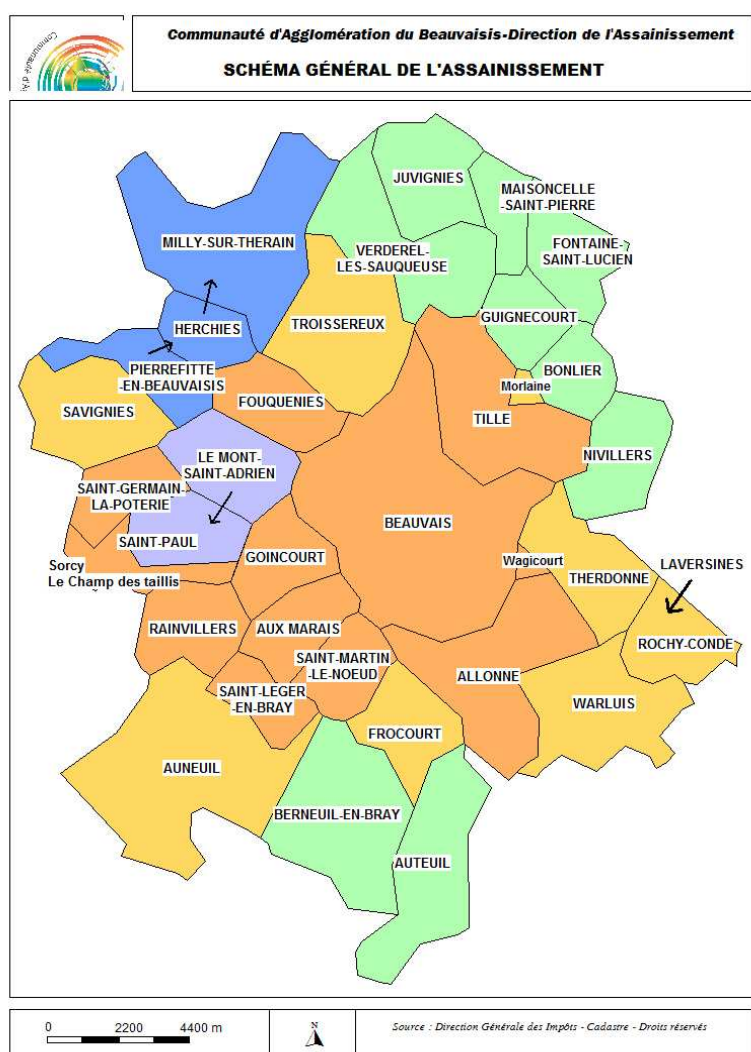 Communauté d'Agglomération du Beauvaisis-Direction de l'Assainissement
SCHÉMA GÉNÉRAL DE L'ASSAINISSEMENT
Communauté d'A
JUVIGNIES
MAISONCELLE
-SAINT-PIERRE
MILLY-SUR-THERAIN
VERDEREL-
LES-SAUQUEUSE
FONTAINE-
SAINT-LUCIEN
HERCHIES
TROISSEREUX
GUIGNECOURT
PIERREFITTE
-EN-BEAUVAISIS
BONLIER
Morlaine
SAVIGNIES
FOUQUENIES
TILLE
LE MONT-
SAINT-ADRIEN
NIVILLERS
SAINT-GERMAIN-
LA-POTERIE
BEAUVAIS
SAINT-PAUL
GOINCOURT
Wagicourt
LAVERSINES
Sorcy
Le Champ des taillis
THERDONNE
RAINVILLERS
AUX MARAIS
ROCHY-CONDE
SAINT-MARTIN
-LE-NOEUD
ALLONNE
SAINT-LEGER
-EN-BRAY
WARLUIS
FROCOURT
AUNEUIL
BERNEUIL-EN-BRAY
AUTEUIL
0 2200 4400 m
N
Source : Direction Générale des Impôts - Cadastre - Droits réservés